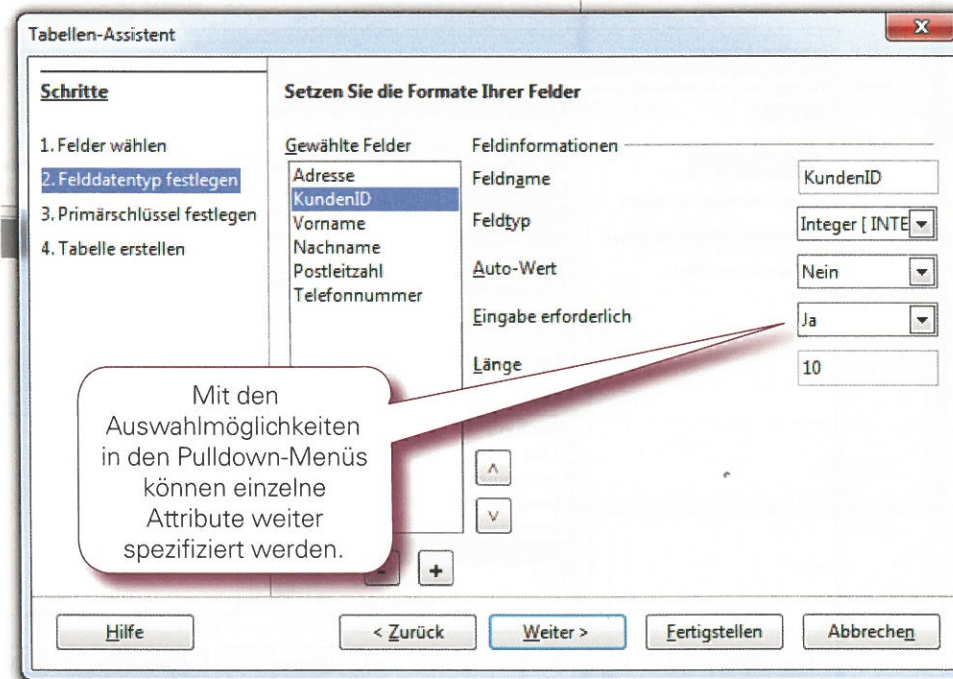 Tabellen-Assistent
X
Schritte
1. Felder wählen
2. Felddatentyp festlegen
3. Primärschlüssel festlegen
4. Tabelle erstellen
Setzen Sie die Formate Ihrer Felder
Gewählte Felder
Adresse
KundenID
Vorname
Nachname
Postleitzahl
Telefonnummer
Feldinformationen
Feldname KundenID
Feldtyp Integer [ INTE
Auto-Wert Nein
Eingabe erforderlich Ja
Länge 10
Mit den
Auswahlmöglichkeiten
in den Pulldown-Menüs
können einzelne
Attribute weiter
spezifiziert werden.
- +
Hilfe < Zurück Weiter > Fertigstellen Abbrechen